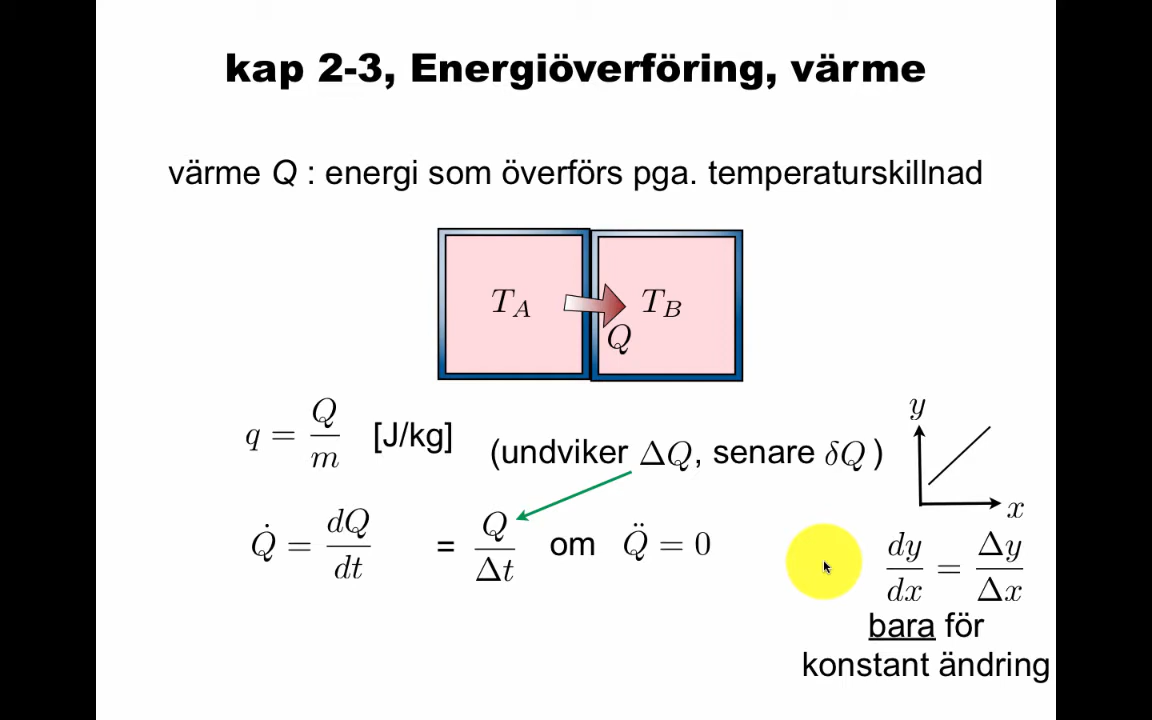 kap 2-3, Energiöverföring, värme
värme Q : energi som överförs pga. temperaturskillnad
T_A T_B
Q
q = Q/m [J/kg]
(undviker ΔQ, senare δQ )
Q̇ = dQ/dt = Q/Δt om Q̈ = 0
y
x
dy/dx = Δy/Δx
bara för
konstant ändring